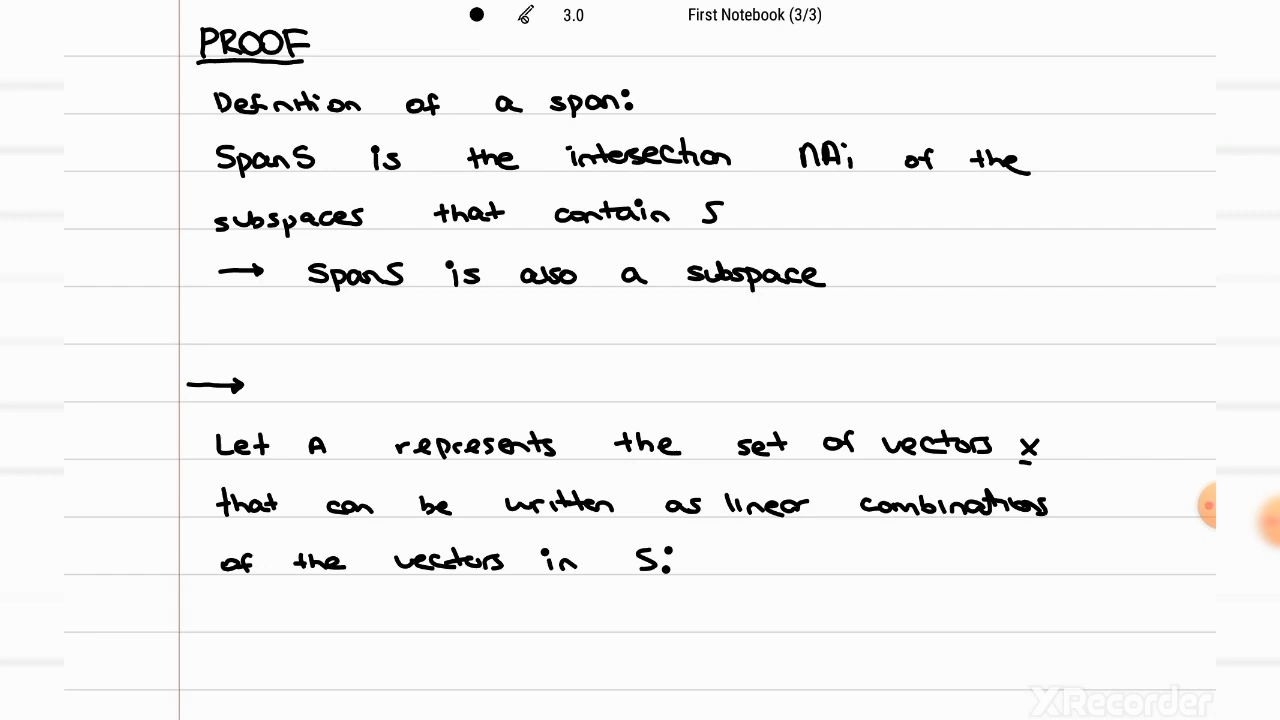 3.0 First Notebook (3/3)
PROOF
Definition of a span:
SpanS is the intesection ∩Ai of the
subspaces that contain S
→ SpanS is also a subspace
→
Let A represents the set of vectors x
that can be written as linear combinations
of the vectors in S:
XRecorder